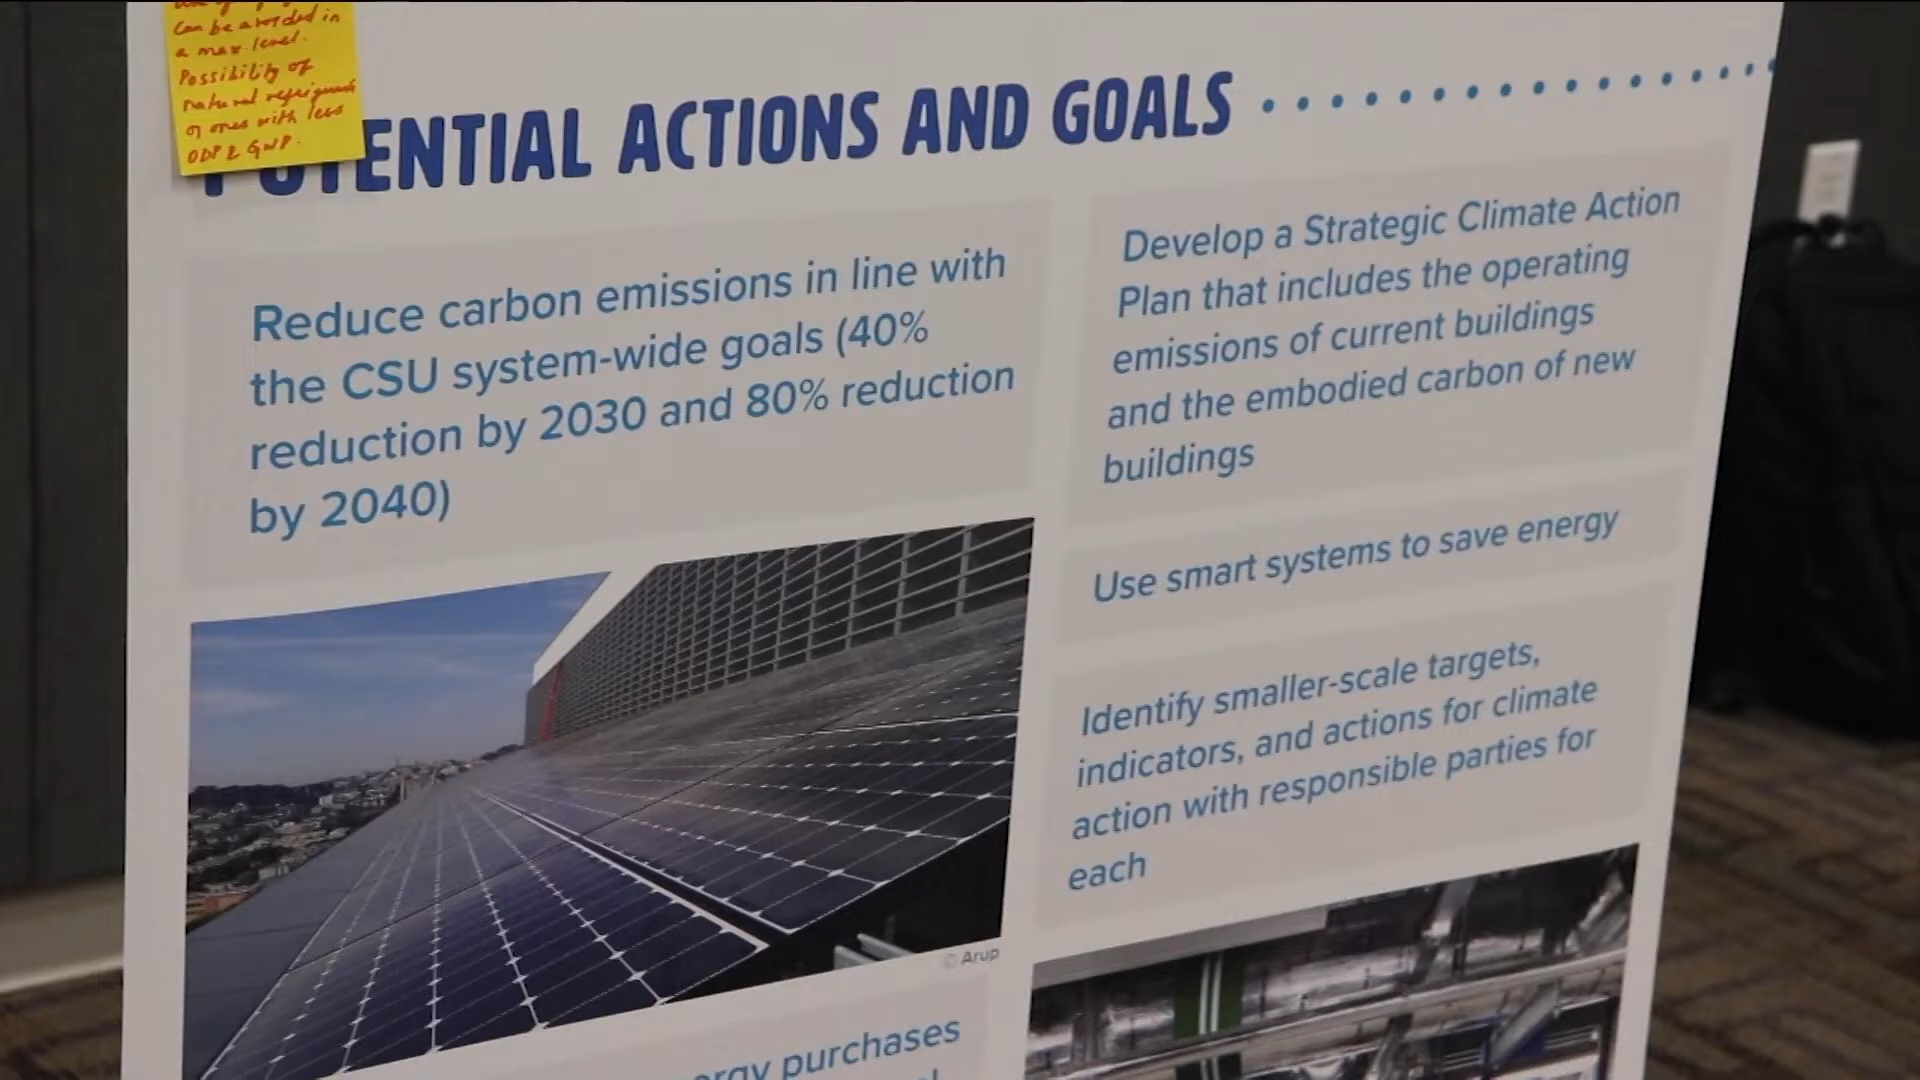 can be avoided in
a max level.
Possibility of
natural refrigerants
or ones with less
ODP & GWP.
POTENTIAL ACTIONS AND GOALS
Reduce carbon emissions in line with
the CSU system-wide goals (40%
reduction by 2030 and 80% reduction
by 2040)
© Arup
purchases
Develop a Strategic Climate Action
Plan that includes the operating
emissions of current buildings
and the embodied carbon of new
buildings
Use smart systems to save energy
Identify smaller-scale targets,
indicators, and actions for climate
action with responsible parties for
each